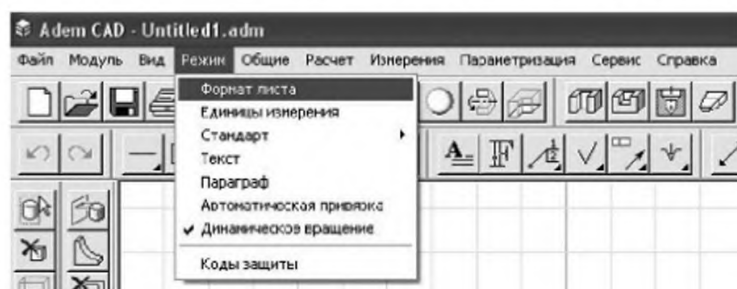 Adem CAD - Untitled1.adm
Файл Модуль Вид Режим Общие Расчет Измерения Параметризация Сервис Справка
Формат листа
Единицы измерения
Стандарт
Текст
Параграф
Автоматическая привязка
Динамическое вращение
Коды защиты